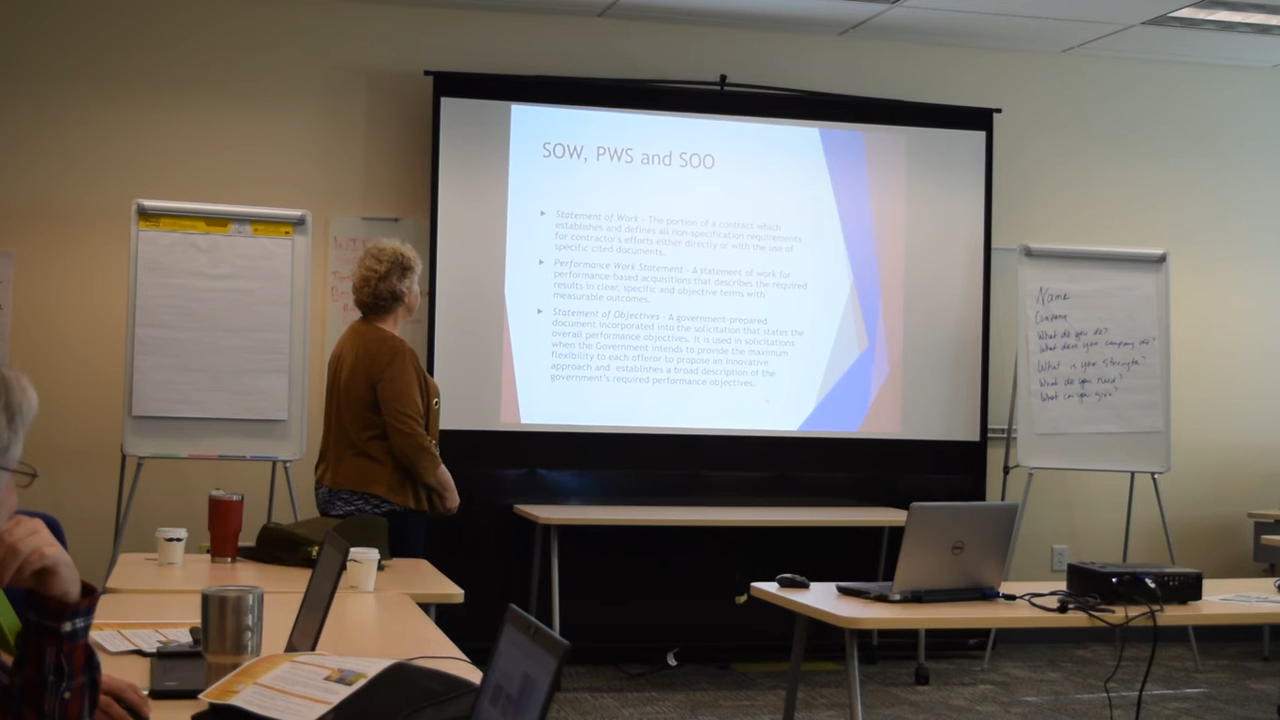 SOW, PWS and SOO
Statement of Work - The portion of a contract which
establishes and defines all non-specification requirements
for contractor's efforts either directly or with the use of
specific cited documents.
Performance Work Statement - A statement of work for
performance-based acquisitions that describes the required
results in clear, specific and objective terms with
measurable outcomes.
Statement of Objectives - A government-prepared
document incorporated into the solicitation that states the
overall performance objectives. It is used in solicitations
when the Government intends to provide the maximum
flexibility to each offeror to propose an innovative
approach and establishes a broad description of the
government's required performance objectives.
Name
Company
What do you do?
What does your company do?
What is your strength?
What do you need?
What can you give?
DELL